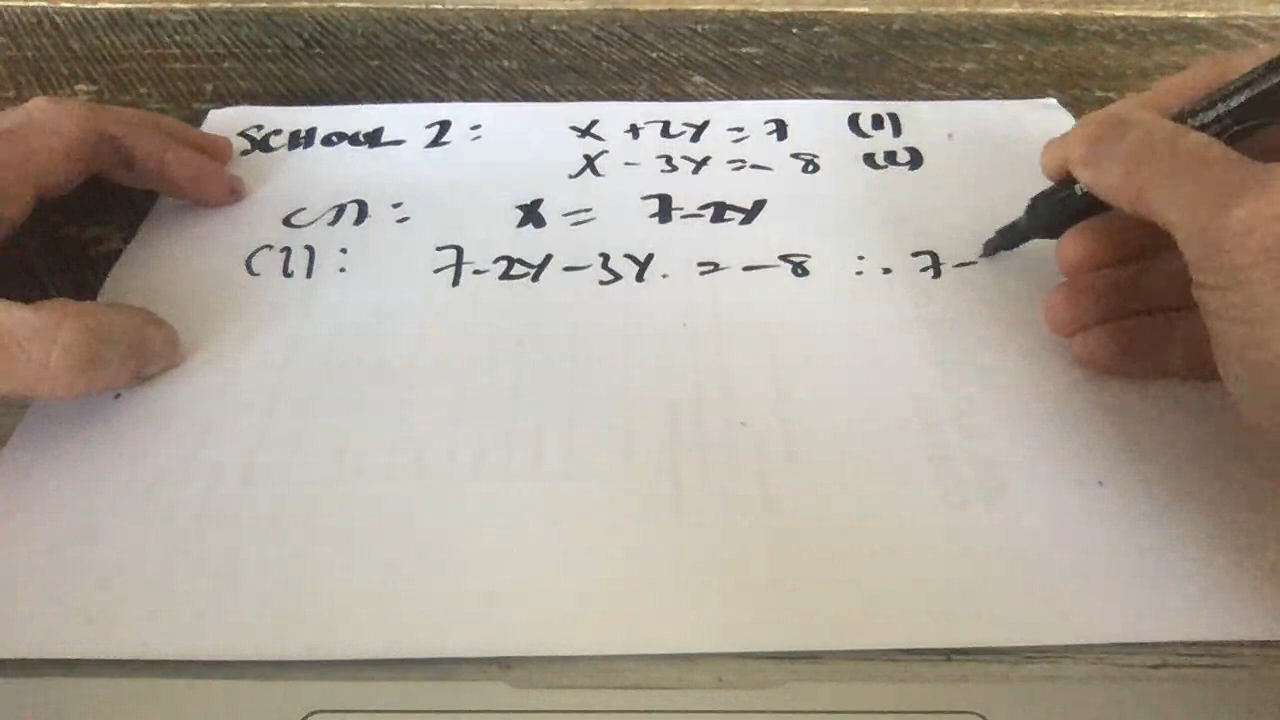 SCHOOL 2: x + 2y = 7 (1)
x - 3y = - 8 (2)
(1): x = 7-2y
(2): 7-2y-3y. = -8 ∴ 7-